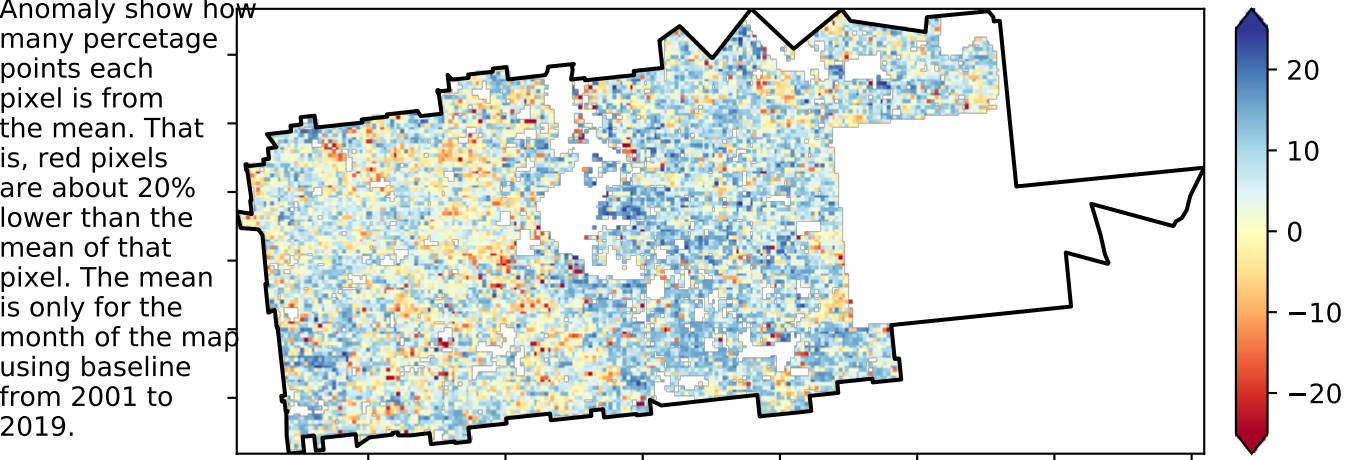 Anomaly show how
many percetage
points each
pixel is from
the mean. That
is, red pixels
are about 20%
lower than the
mean of that
pixel. The mean
is only for the
month of the map
using baseline
from 2001 to
2019.
20
10
0
−10
−20